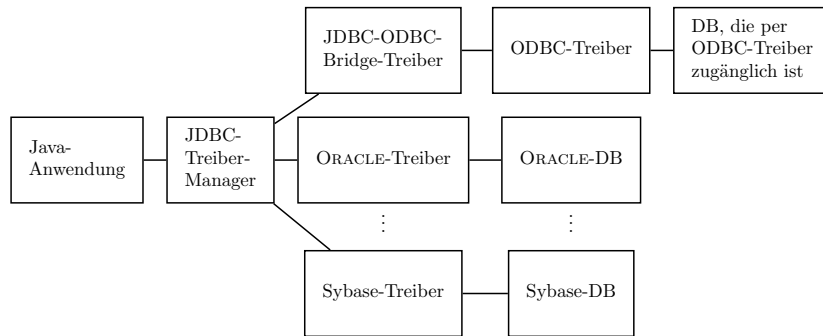 JDBC-ODBC-
Bridge-Treiber
ODBC-Treiber
DB, die per
ODBC-Treiber
zugänglich ist
Java-
Anwendung
JDBC-
Treiber-
Manager
ORACLE-Treiber
ORACLE-DB
⋮
⋮
Sybase-Treiber
Sybase-DB